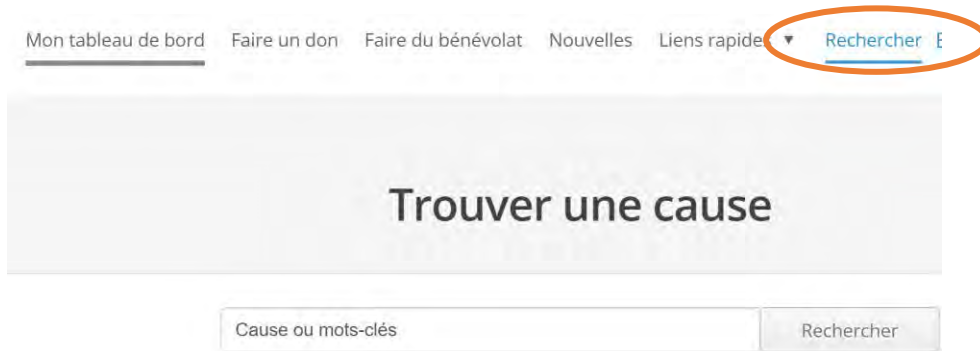 Mon tableau de bord Faire un don Faire du bénévolat Nouvelles Liens rapides ▼ Rechercher
Trouver une cause
Cause ou mots-clés Rechercher